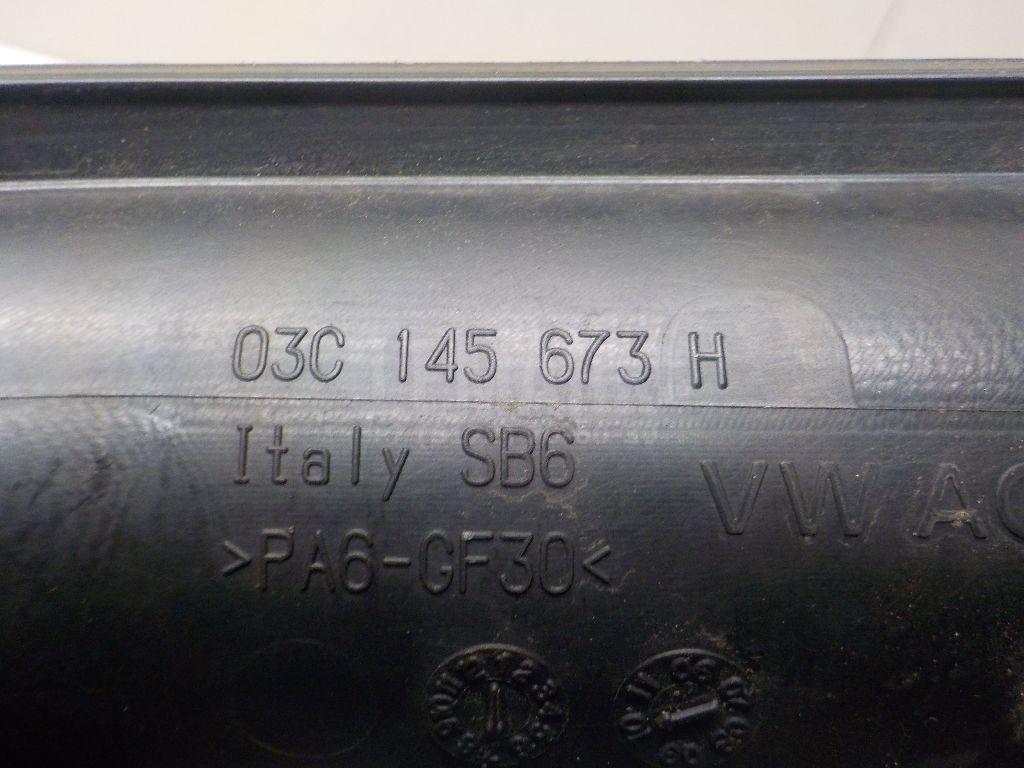 03C 145 673 H
Italy SB6
VW AG
>PA6-GF30<